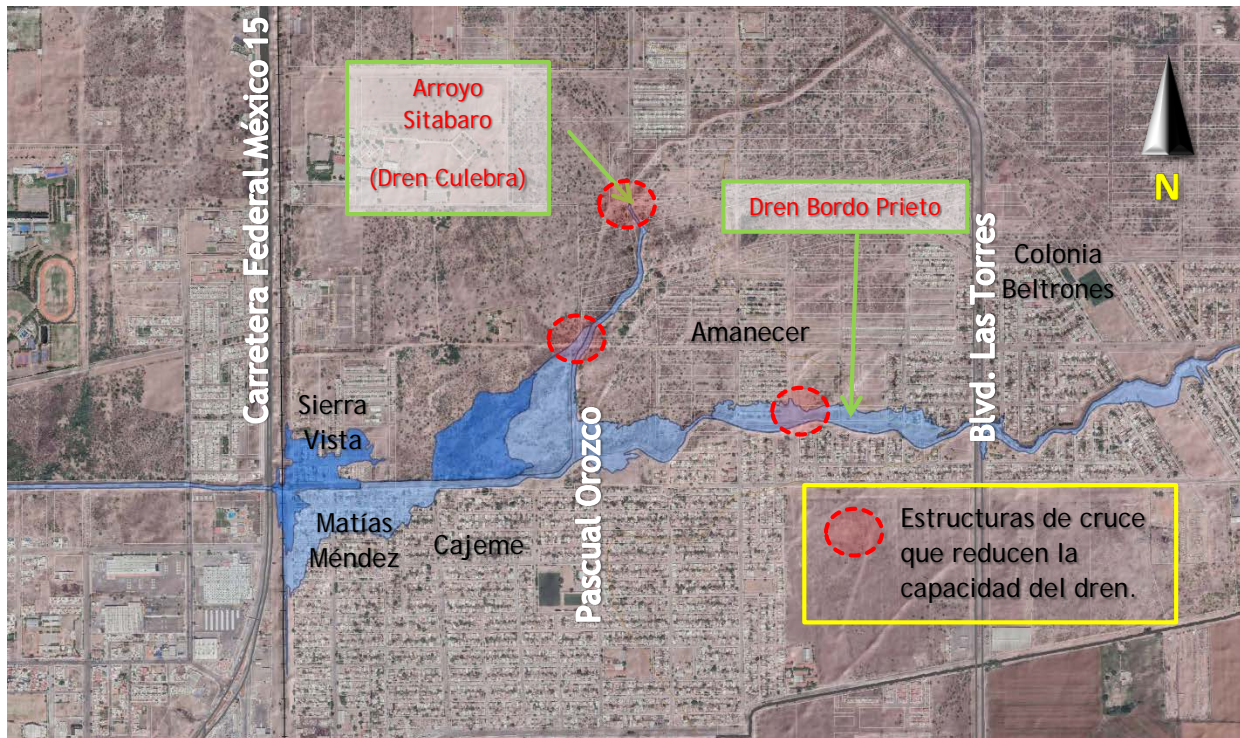 Carretera Federal México 15
Arroyo
Sitabaro
(Dren Culebra)
Dren Bordo Prieto
N
Blvd. Las Torres
Colonia
Beltrones
Amanecer
Sierra
Vista
Pascual Orozco
Matías
Méndez
Cajeme
Estructuras de cruce
que reducen la
capacidad del dren.